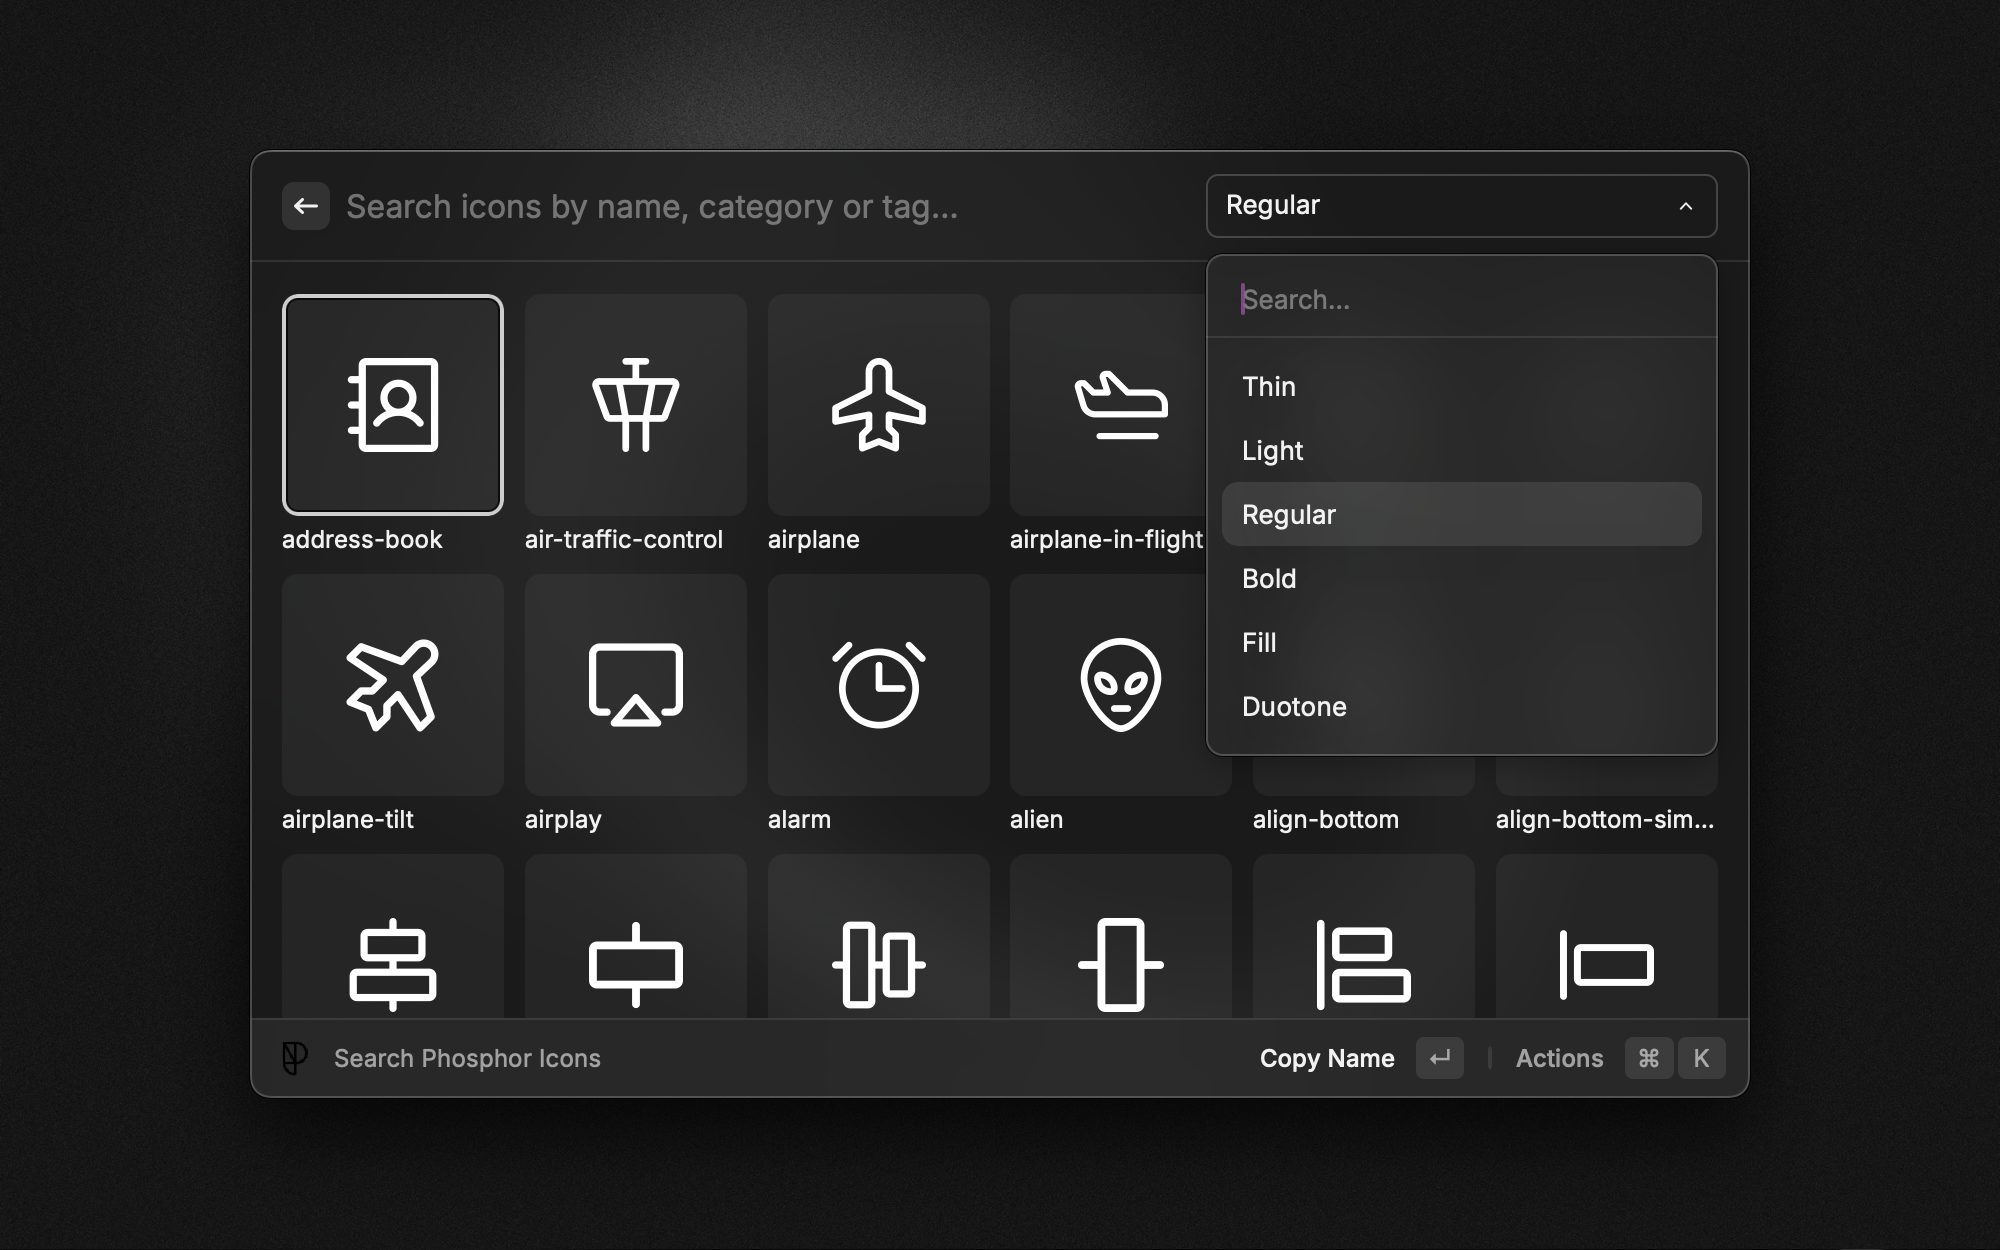 Search icons by name, category or tag...
Regular
Search...
Thin
Light
Regular
Bold
Fill
Duotone
address-book
air-traffic-control
airplane
airplane-in-flight
airplane-tilt
airplay
alarm
alien
align-bottom
align-bottom-sim...
Search Phosphor Icons
Copy Name
Actions
⌘
K